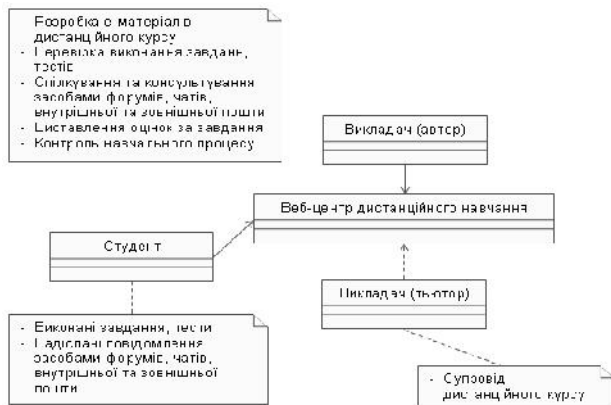 Розробка е матеріалів
дистанційного курсу
- Перевірка виконання завдань,
тестів
- Спілкування та консультування
засобами форумів, чатів,
внутрішньої та зовнішньої пошти
- Виставлення оцінок за завдання
- Контроль навчального процесу
Викладач (автор)
Веб-центр дистанційного навчання
Студент
Викладач (тьютор)
- Виконані завдання, тести
- Надіслані повідомлення
засобами форумів, чатів,
внутрішньої та зовнішньої
пошти
- Супровід
дистанційного курсу